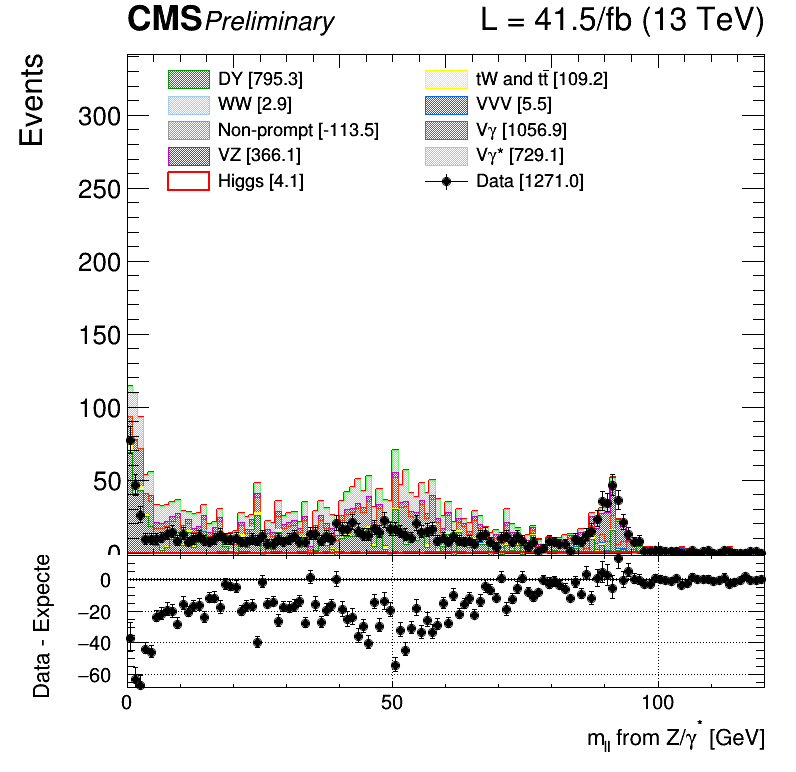 CMS Preliminary L = 41.5/fb (13 TeV)
Events
DY [795.3] tW and tt̄ [109.2]
WW [2.9] VVV [5.5]
Non-prompt [-113.5] Vγ [1056.9]
VZ [366.1] Vγ* [729.1]
Higgs [4.1] Data [1271.0]
300
250
200
150
100
50
0
Data - Expecte
0
−20
−40
−60
0 50 100
m_ll from Z/γ* [GeV]